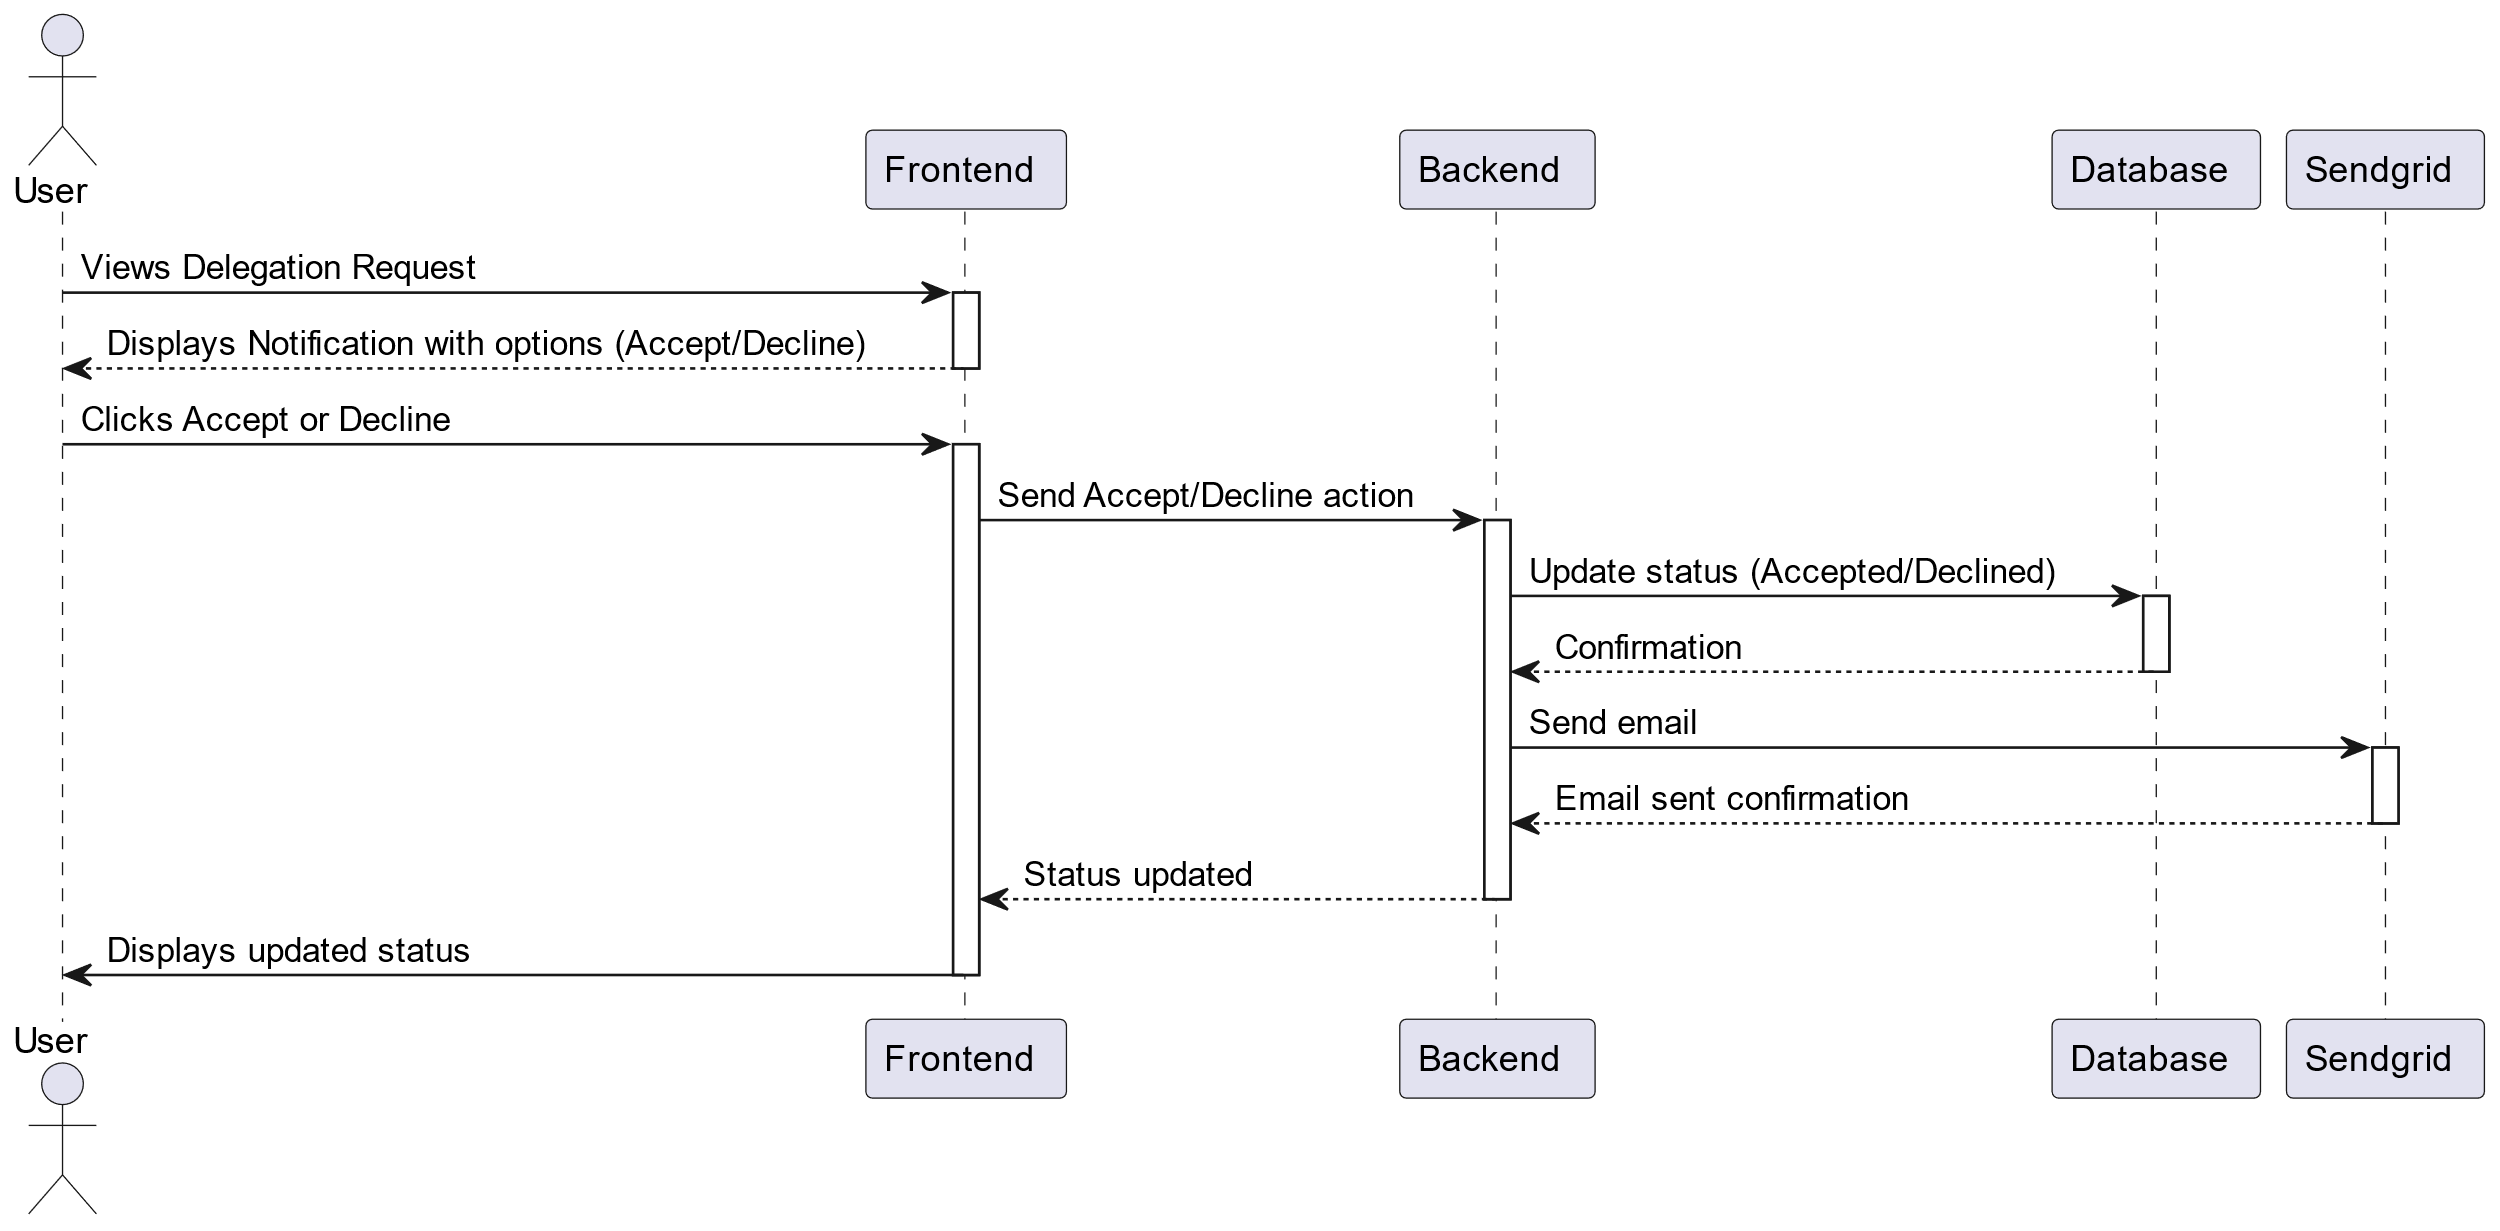 User
Frontend
Backend
Database
Sendgrid
Views Delegation Request
Displays Notification with options (Accept/Decline)
Clicks Accept or Decline
Send Accept/Decline action
Update status (Accepted/Declined)
Confirmation
Send email
Email sent confirmation
Status updated
Displays updated status
User
Frontend
Backend
Database
Sendgrid